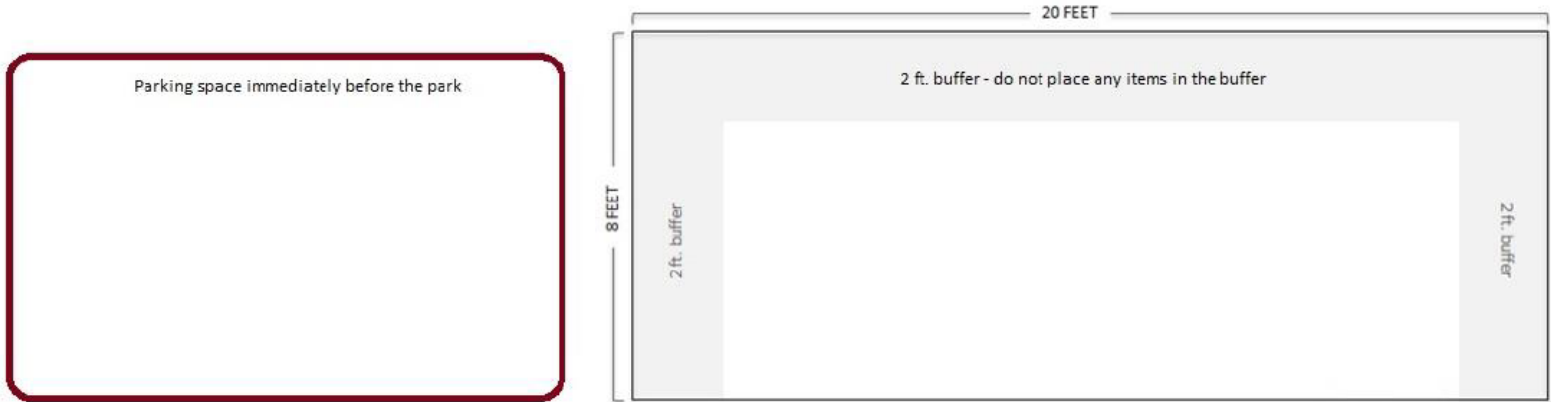 20 FEET
Parking space immediately before the park
2 ft. buffer - do not place any items in the buffer
8 FEET
2 ft. buffer
2 ft. buffer